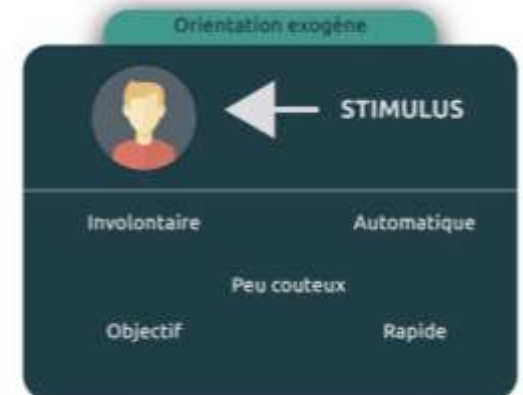 Orientation exogène
STIMULUS
Involontaire Automatique
Peu couteux
Objectif Rapide